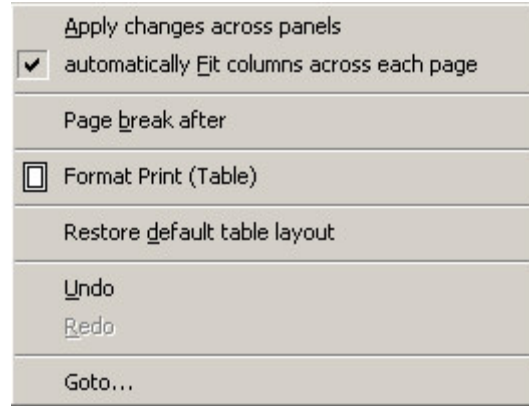 Apply changes across panels
automatically Fit columns across each page
Page break after
Format Print (Table)
Restore default table layout
Undo
Redo
Goto...